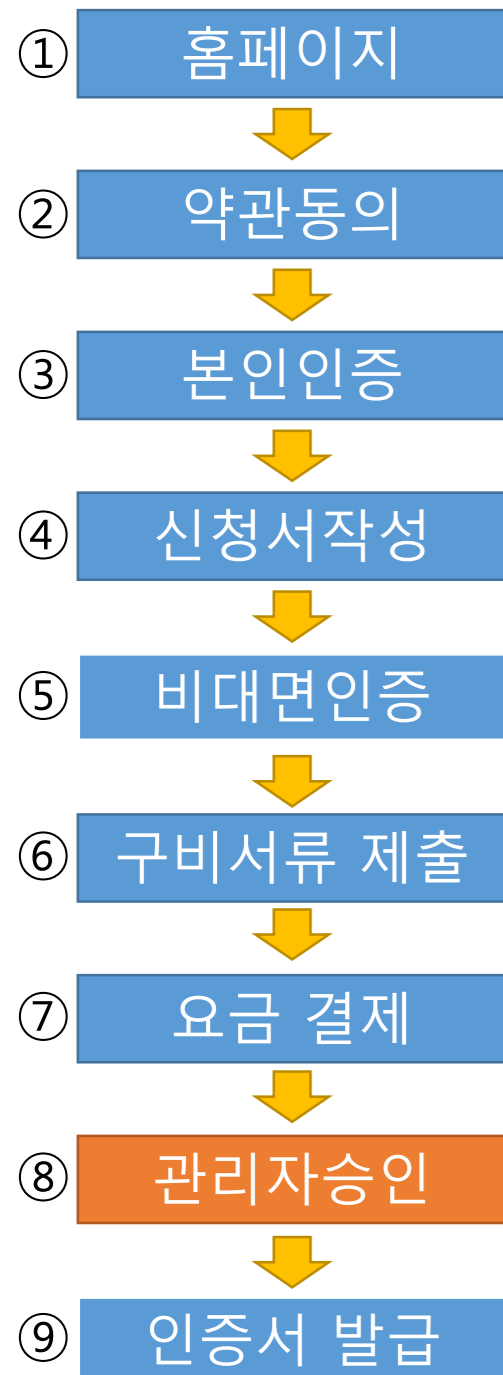 ① 홈페이지
② 약관동의
③ 본인인증
④ 신청서작성
⑤ 비대면인증
⑥ 구비서류 제출
⑦ 요금 결제
⑧ 관리자승인
⑨ 인증서 발급